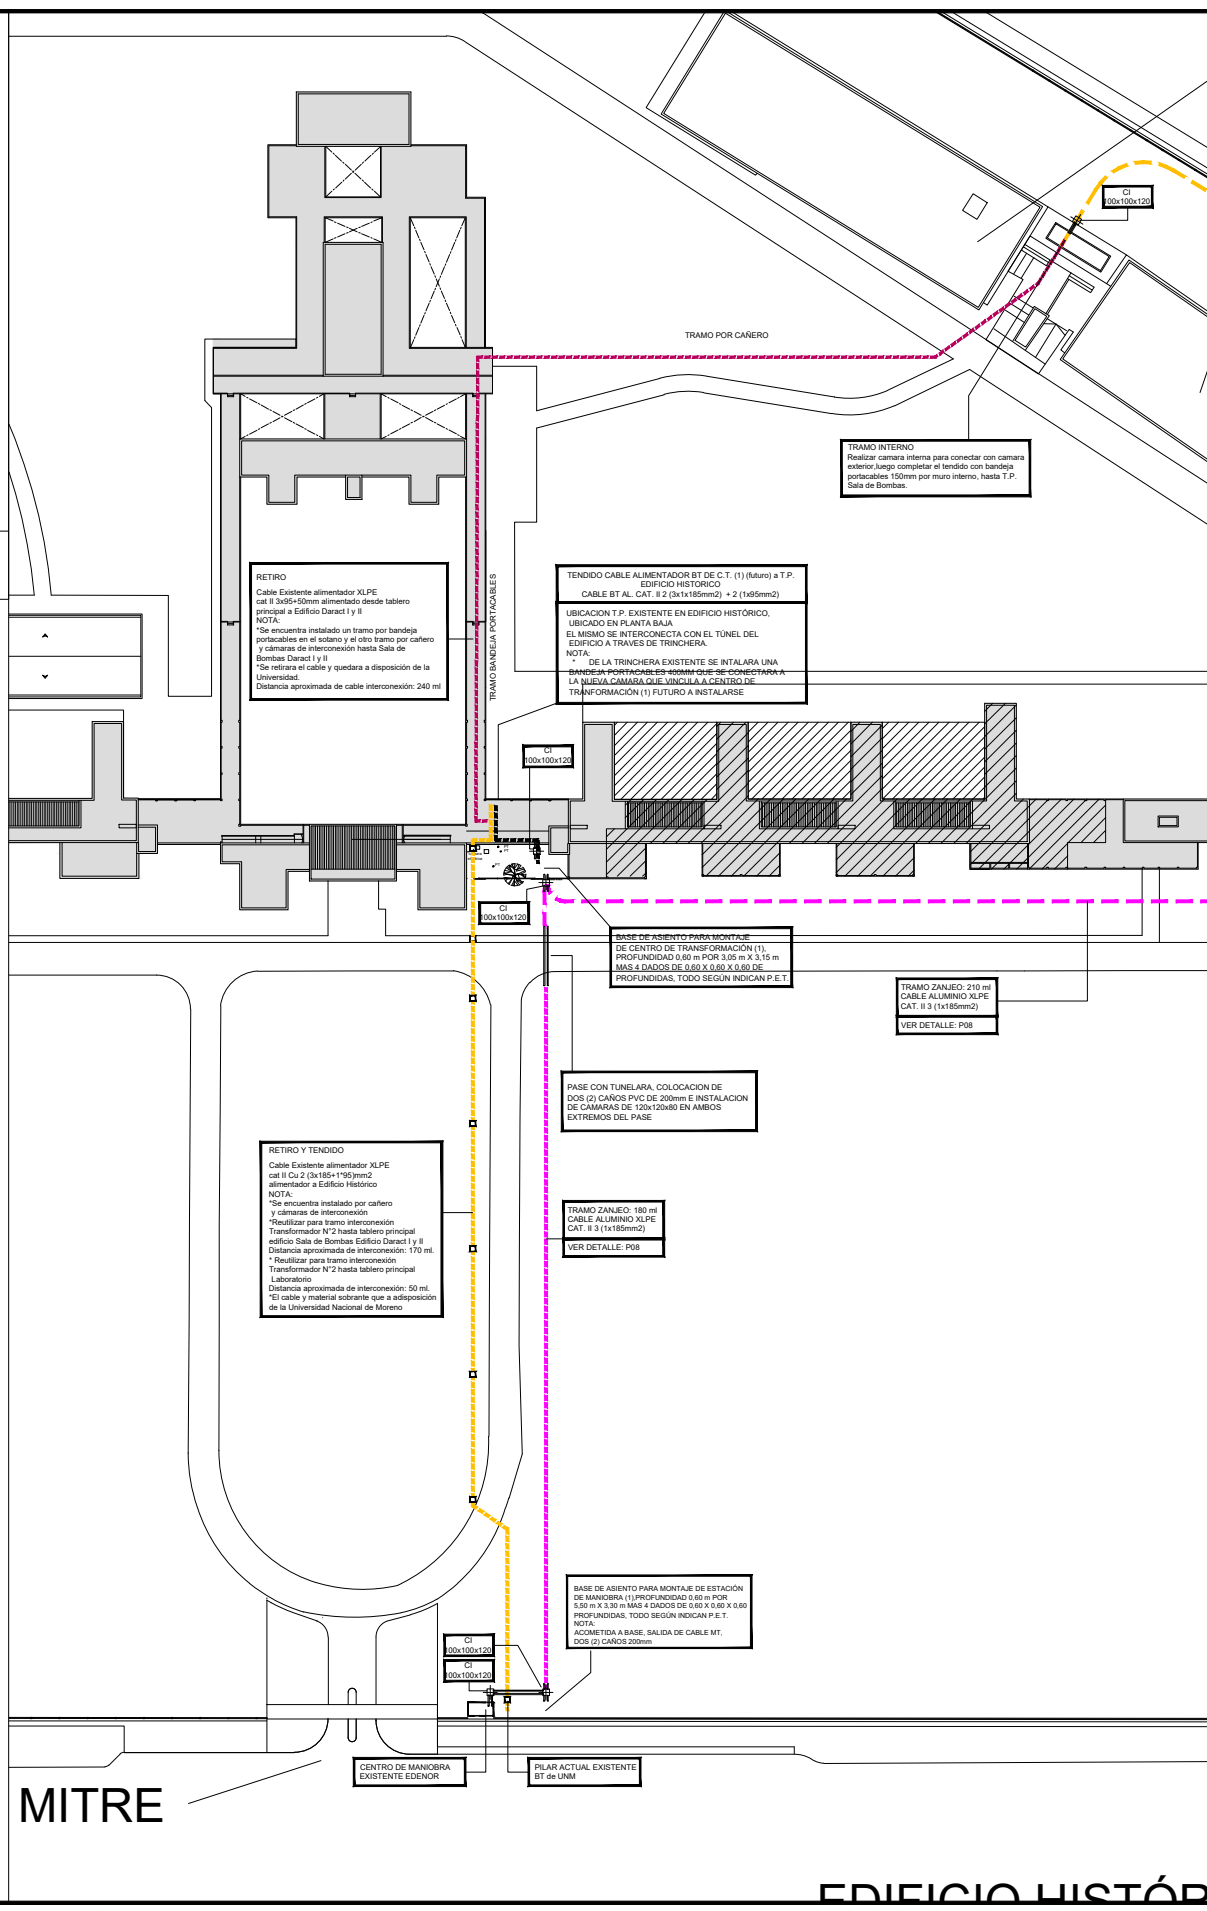 CI
100x100x120
TRAMO POR CAÑERO
TRAMO INTERNO
Realizar camara interna para conectar con camara
exterior,luego completar el tendido con bandeja
portacables 150mm por muro interno, hasta T.P.
Sala de Bombas.
RETIRO
Cable Existente alimentador XLPE
cat II 3x95+50mm alimentado desde tablero
principal a Edificio Daract I y II
NOTA:
*Se encuentra instalado un tramo por bandeja
portacables en el sotano y el otro tramo por cañero
y cámaras de interconexión hasta Sala de
Bombas Daract I y II
*Se retirara el cable y quedara a disposición de la
Universidad.
Distancia aproximada de cable interconexión: 240 ml
TRAMO BANDEJA PORTACABLES
TENDIDO CABLE ALIMENTADOR BT DE C.T. (1) (futuro) a T.P.
EDIFICIO HISTORICO
CABLE BT AL. CAT. II 2 (3x1x185mm2) + 2 (1x95mm2)
UBICACION T.P. EXISTENTE EN EDIFICIO HISTÓRICO,
UBICADO EN PLANTA BAJA
EL MISMO SE INTERCONECTA CON EL TÚNEL DEL
EDIFICIO A TRAVES DE TRINCHERA.
NOTA:
* DE LA TRINCHERA EXISTENTE SE INTALARA UNA
BANDEJA PORTACABLES 400MM QUE SE CONECTARA A
LA NUEVA CAMARA QUE VINCULA A CENTRO DE
TRANFORMACIÓN (1) FUTURO A INSTALARSE
CI
100x100x120
CI
100x100x120
BASE DE ASIENTO PARA MONTAJE
DE CENTRO DE TRANSFORMACIÓN (1),
PROFUNDIDAD 0,60 m POR 3,05 m X 3,15 m
MAS 4 DADOS DE 0,60 X 0,60 X 0,60 DE
PROFUNDIDAS, TODO SEGÚN INDICAN P.E.T.
TRAMO ZANJEO: 210 ml
CABLE ALUMINIO XLPE
CAT. II 3 (1x185mm2)
VER DETALLE: P08
PASE CON TUNELARA, COLOCACION DE
DOS (2) CAÑOS PVC DE 200mm E INSTALACION
DE CAMARAS DE 120x120x80 EN AMBOS
EXTREMOS DEL PASE
RETIRO Y TENDIDO
Cable Existente alimentador XLPE
cat II Cu 2 (3x185+1*95)mm2
alimentador a Edificio Histórico
NOTA:
*Se encuentra instalado por cañero
y cámaras de interconexión
*Reutilizar para tramo interconexión
Transformador N°2 hasta tablero principal
edificio Sala de Bombas Edificio Daract I y II
Distancia aproximada de interconexión: 170 ml.
* Reutilizar para tramo interconexión
Transformador N°2 hasta tablero principal
Laboratorio
Distancia aproximada de interconexión: 50 ml.
*El cable y material sobrante que a adisposición
de la Universidad Nacional de Moreno
TRAMO ZANJEO: 180 ml
CABLE ALUMINIO XLPE
CAT. II 3 (1x185mm2)
VER DETALLE: P08
BASE DE ASIENTO PARA MONTAJE DE ESTACIÓN
DE MANIOBRA (1),PROFUNDIDAD 0,60 m POR
5,50 m X 3,30 m MAS 4 DADOS DE 0,60 X 0,60 X 0,60
PROFUNDIDAS, TODO SEGÚN INDICAN P.E.T.
NOTA:
ACOMETIDA A BASE, SALIDA DE CABLE MT,
DOS (2) CAÑOS 200mm
CI
100x100x120
CI
100x100x120
CENTRO DE MANIOBRA
EXISTENTE EDENOR
PILAR ACTUAL EXISTENTE
BT de UNM
MITRE
EDIFICIO HISTÓR